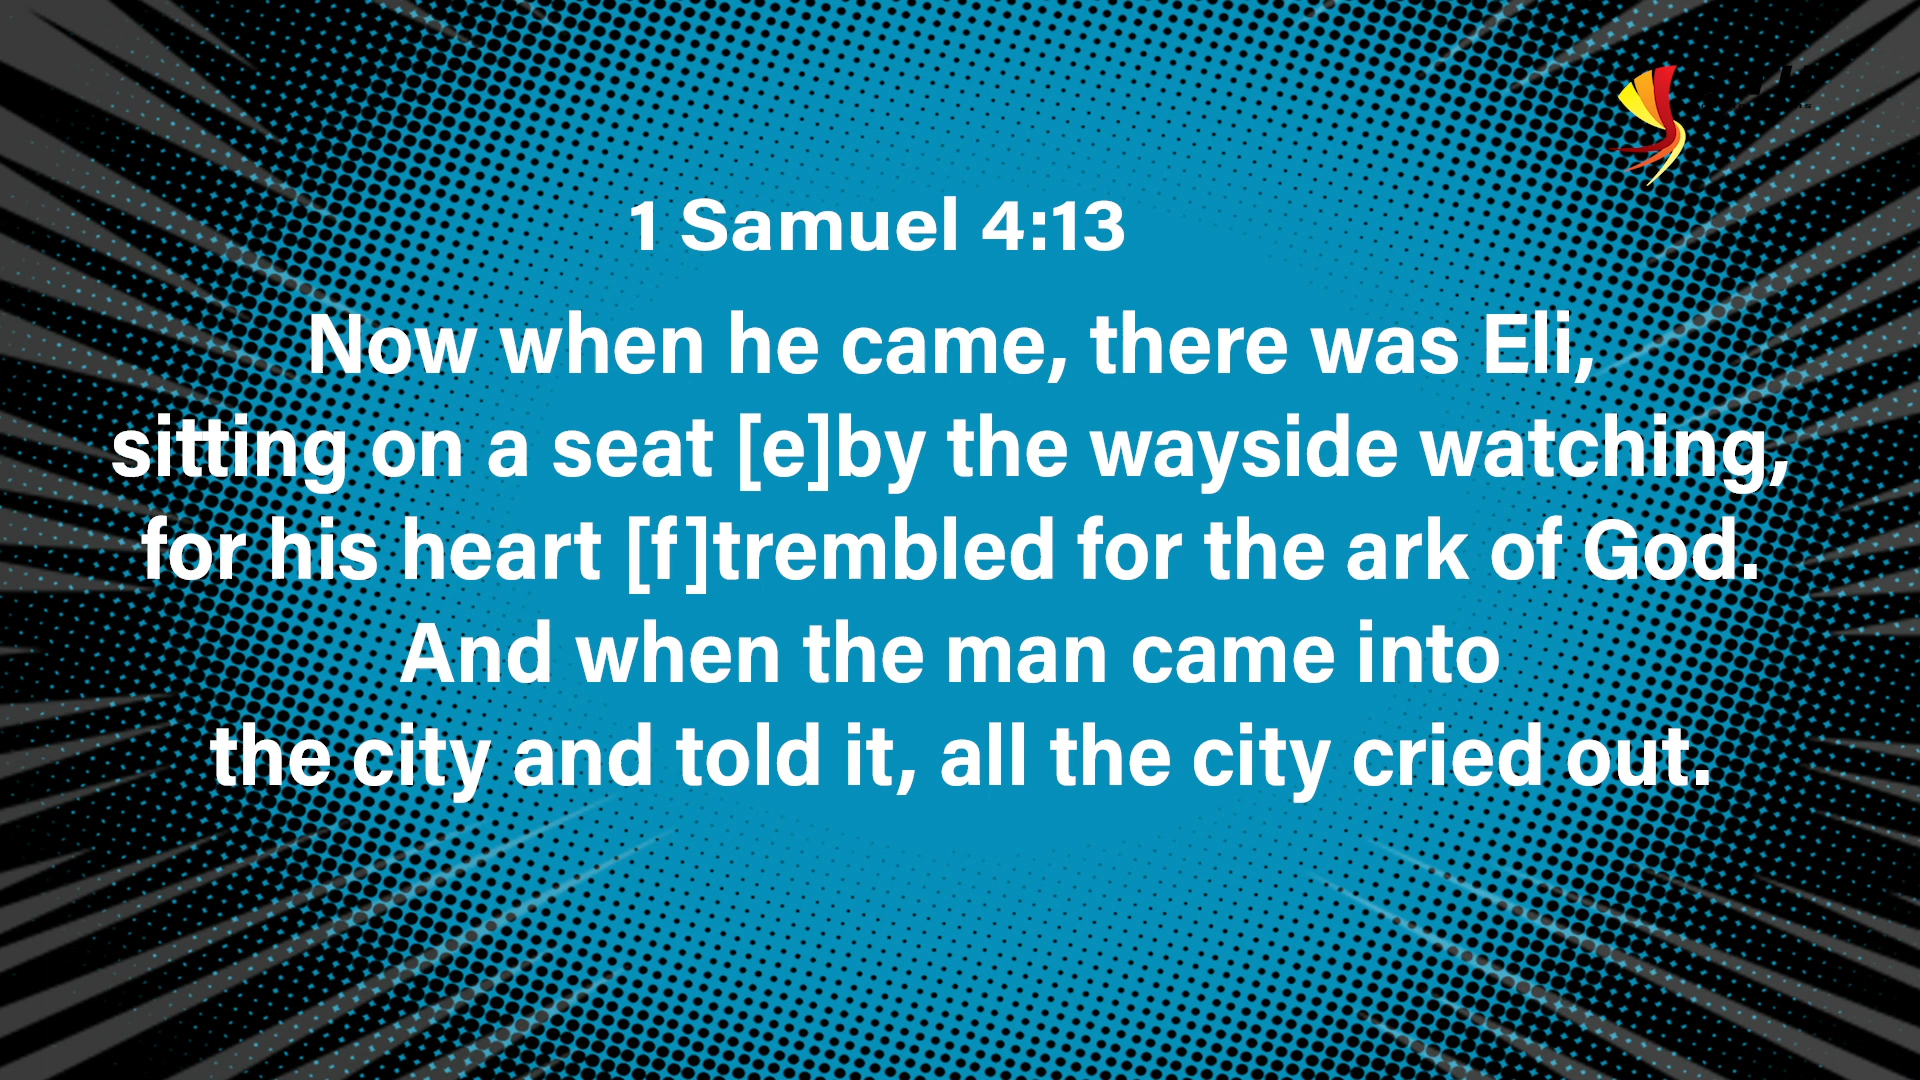 1 Samuel 4:13
Now when he came, there was Eli,
sitting on a seat [e]by the wayside watching,
for his heart [f]trembled for the ark of God.
And when the man came into
the city and told it, all the city cried out.